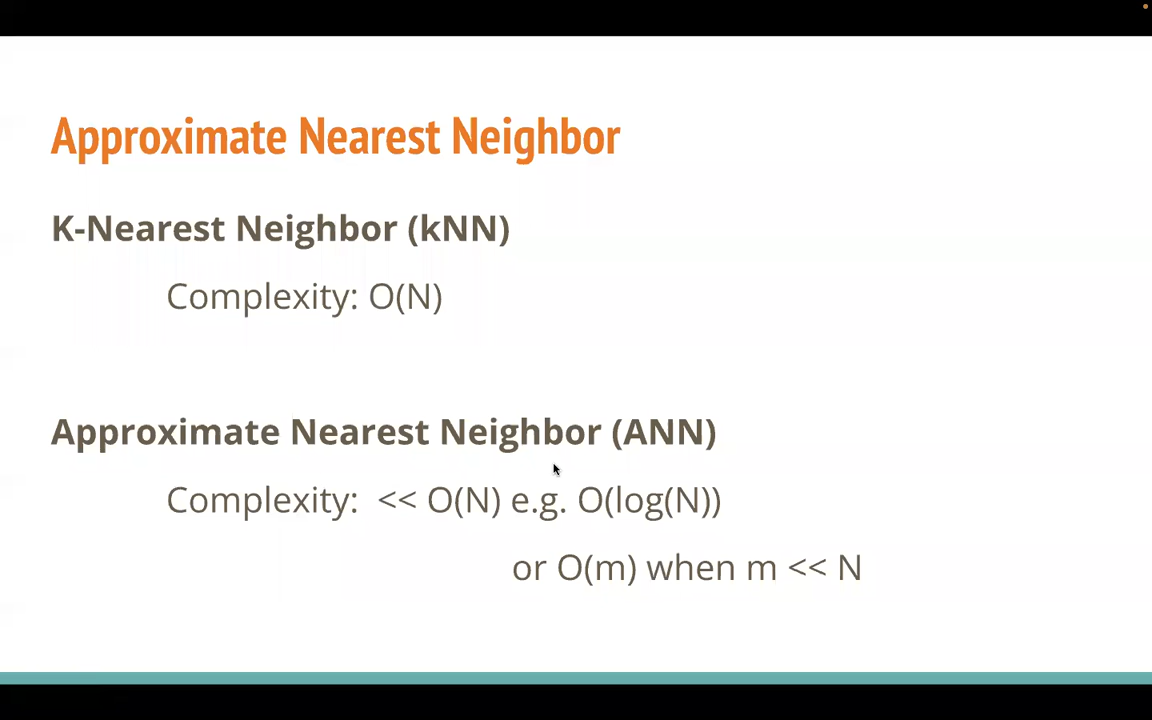 Approximate Nearest Neighbor
K-Nearest Neighbor (kNN)
Complexity: O(N)
Approximate Nearest Neighbor (ANN)
Complexity: << O(N) e.g. O(log(N))
or O(m) when m << N